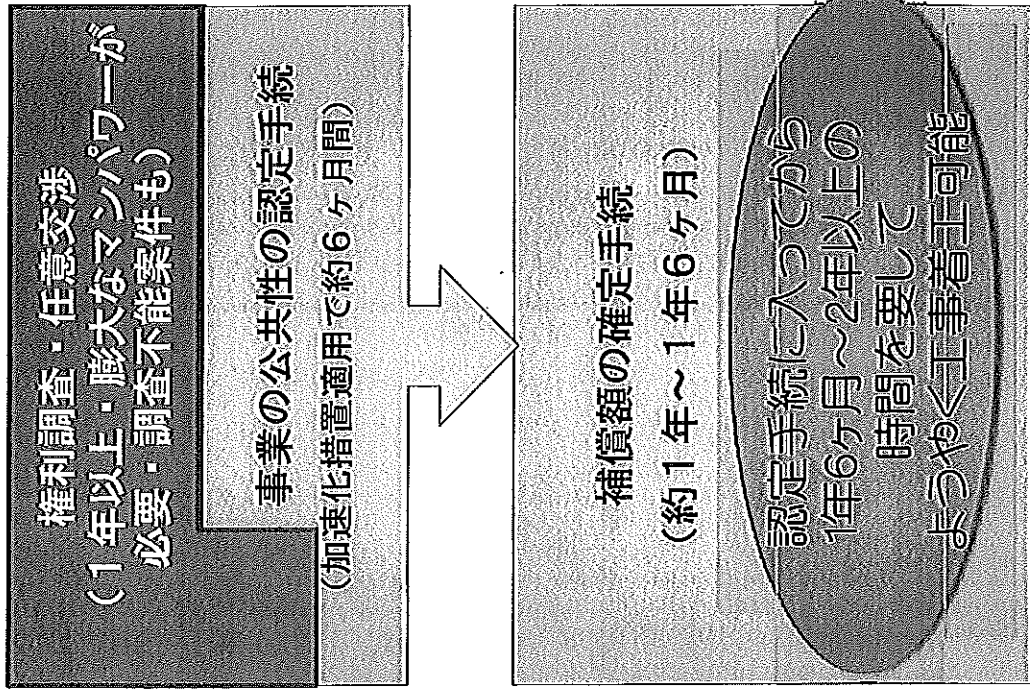 権利調査・任意交渉
（1年以上・膨大なマンパワーが
必要・調査不能案件も）
事業の公共性の認定手続
（加速化措置適用で約6ヶ月間）
補償額の確定手続
（約1年～1年6ヶ月）
認定手続に入ってから
1年6ヶ月～2年以上の
時間を要して
ようやく工事着工可能